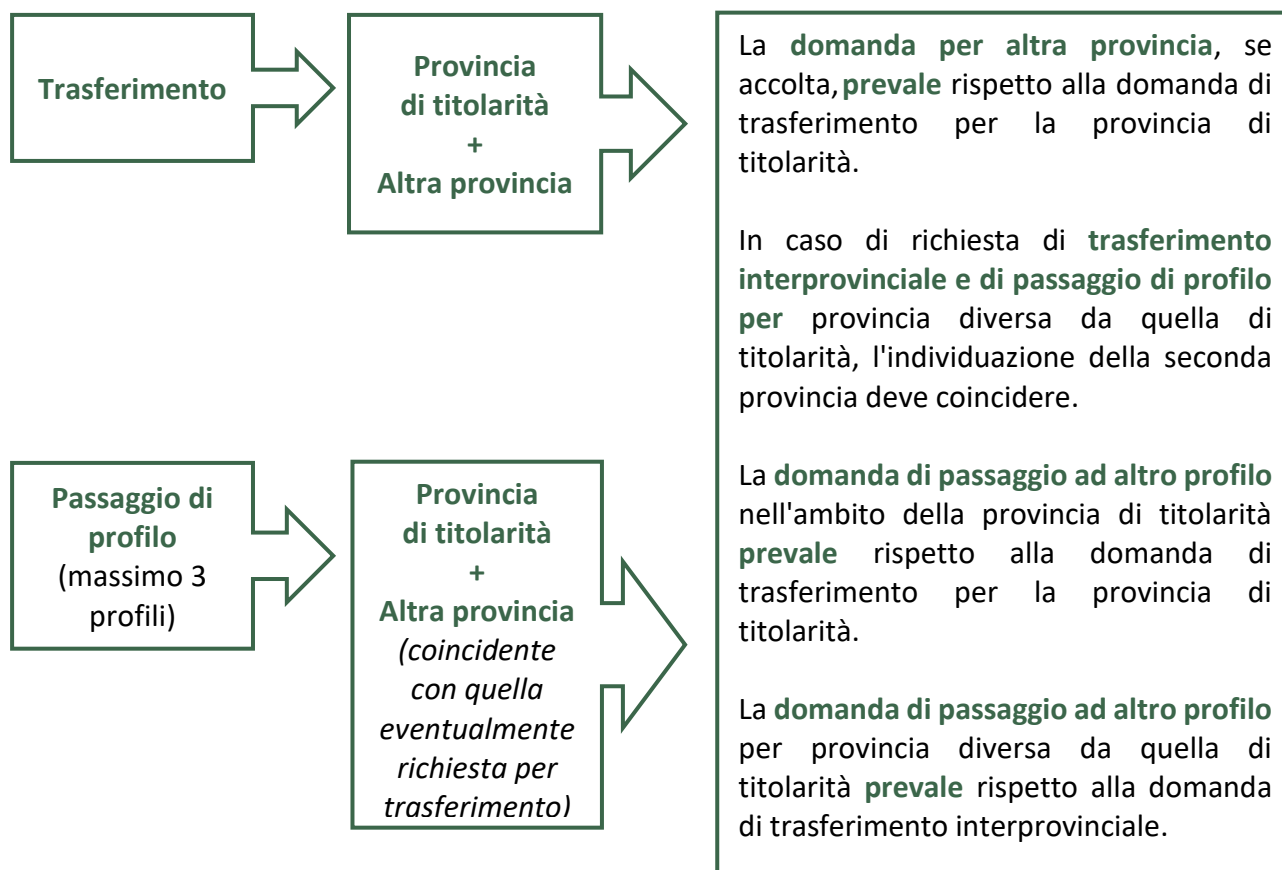 Trasferimento
Provincia
di titolarità
+
Altra provincia
La domanda per altra provincia, se
accolta, prevale rispetto alla domanda di
trasferimento per la provincia di
titolarità.
In caso di richiesta di trasferimento
interprovinciale e di passaggio di profilo
per provincia diversa da quella di
titolarità, l'individuazione della seconda
provincia deve coincidere.
Passaggio di
profilo
(massimo 3
profili)
Provincia
di titolarità
+
Altra provincia
(coincidente
con quella
eventualmente
richiesta per
trasferimento)
La domanda di passaggio ad altro profilo
nell'ambito della provincia di titolarità
prevale rispetto alla domanda di
trasferimento per la provincia di
titolarità.
La domanda di passaggio ad altro profilo
per provincia diversa da quella di
titolarità prevale rispetto alla domanda
di trasferimento interprovinciale.